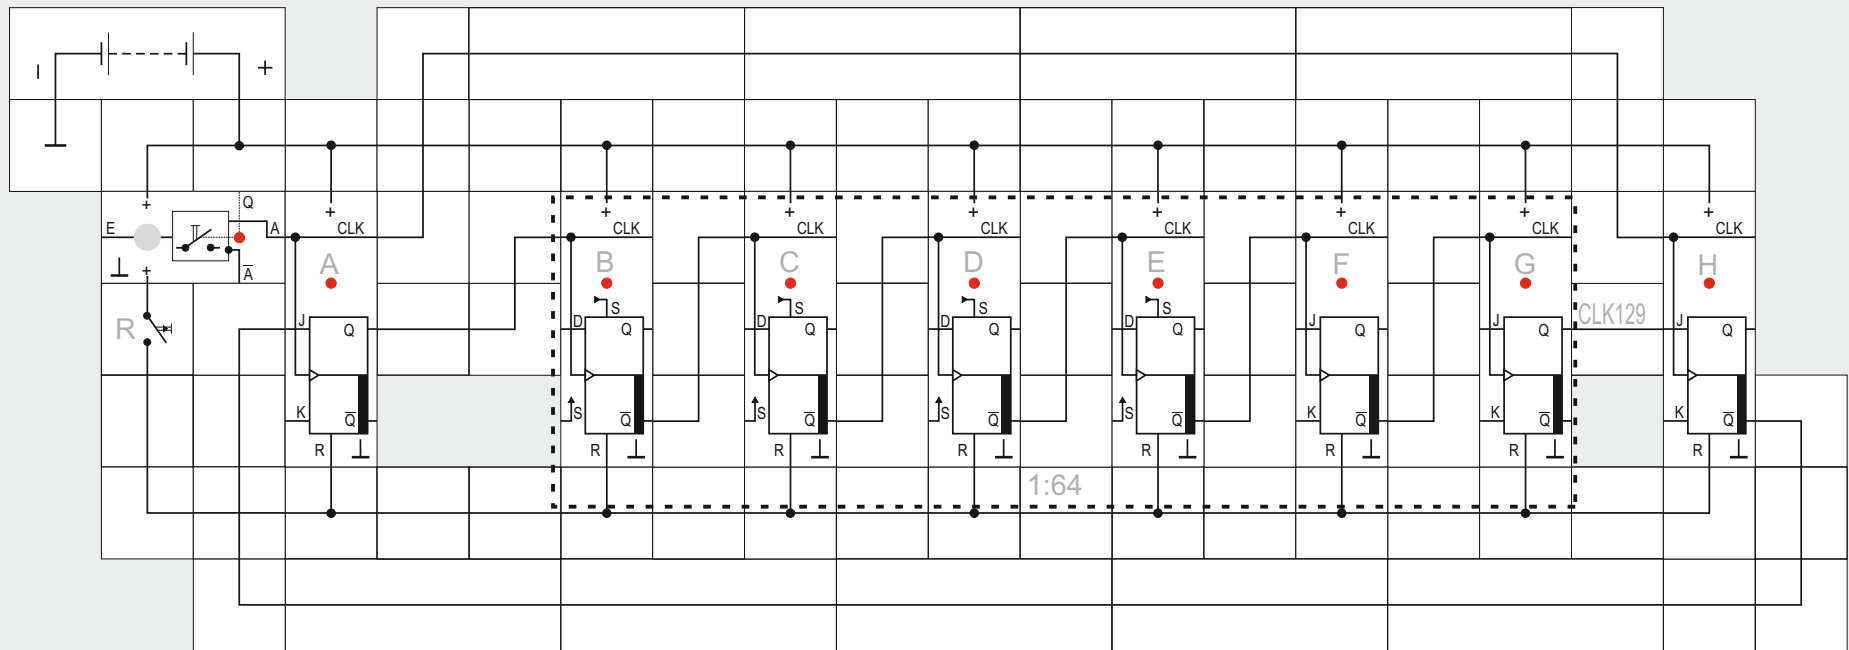 − +
+ Q
E A CLK
+ A̅
+ CLK
+ CLK
+ CLK
+ CLK
+ CLK
+ CLK
+ CLK
A B C D E F G H
R
J Q K Q̅ R
S D Q S Q̅ R
S D Q S Q̅ R
S D Q S Q̅ R
S D Q S Q̅ R
J Q K Q̅ R
J Q K Q̅ R
CLK129
J Q K Q̅ R
1:64